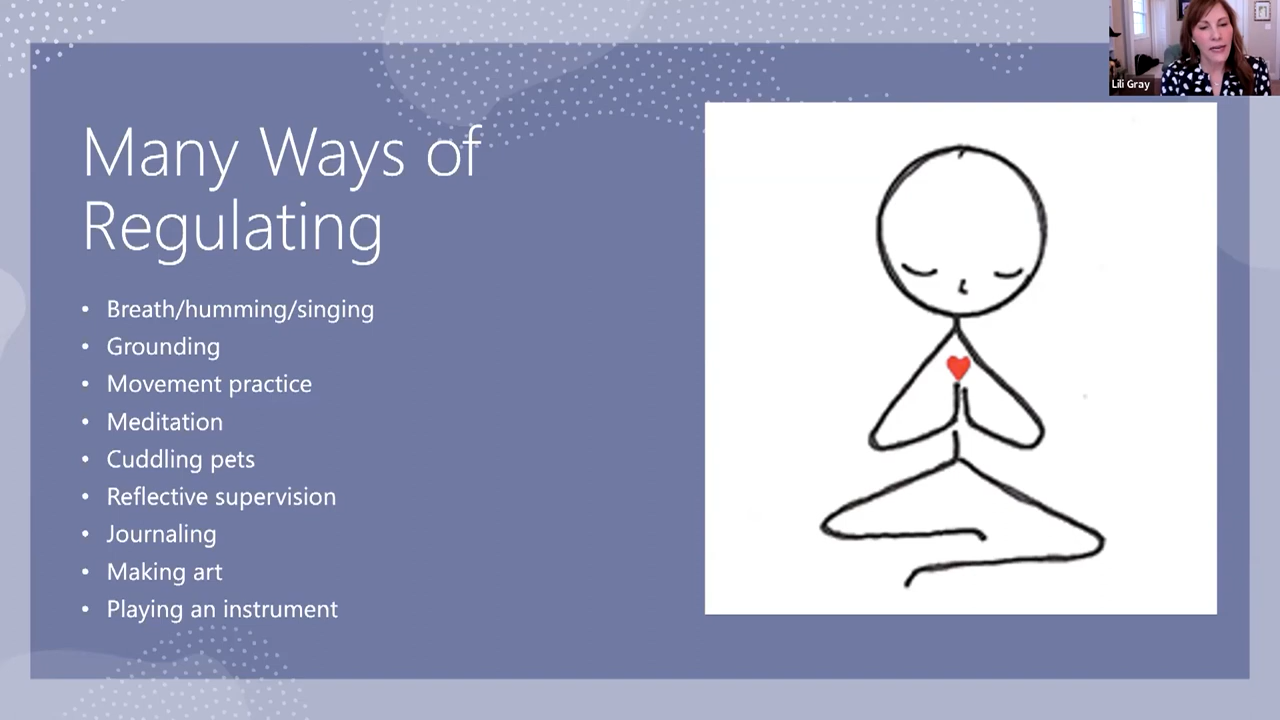 Many Ways of
Regulating
• Breath/humming/singing
• Grounding
• Movement practice
• Meditation
• Cuddling pets
• Reflective supervision
• Journaling
• Making art
• Playing an instrument
Lili Gray